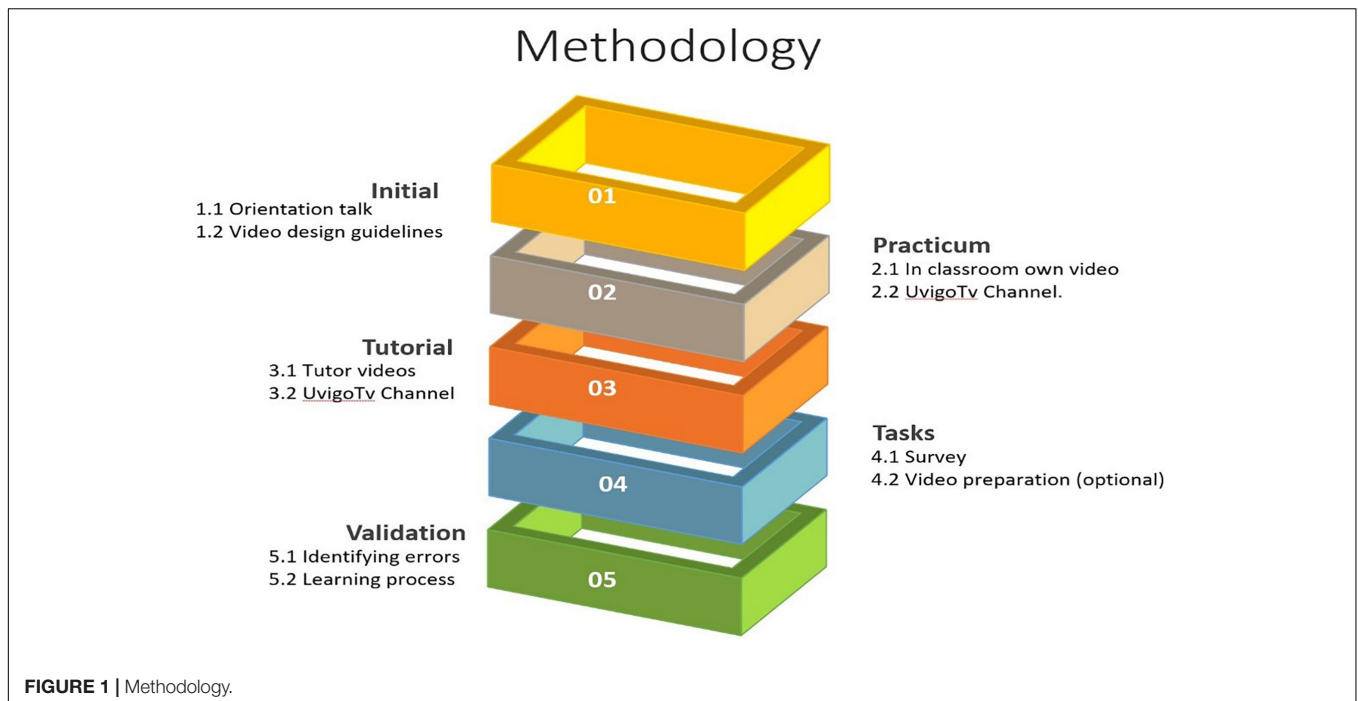 Methodology
01
Initial
1.1 Orientation talk
1.2 Video design guidelines
02
Practicum
2.1 In classroom own video
2.2 UvigoTv Channel.
03
Tutorial
3.1 Tutor videos
3.2 UvigoTv Channel
04
Tasks
4.1 Survey
4.2 Video preparation (optional)
05
Validation
5.1 Identifying errors
5.2 Learning process
FIGURE 1 | Methodology.